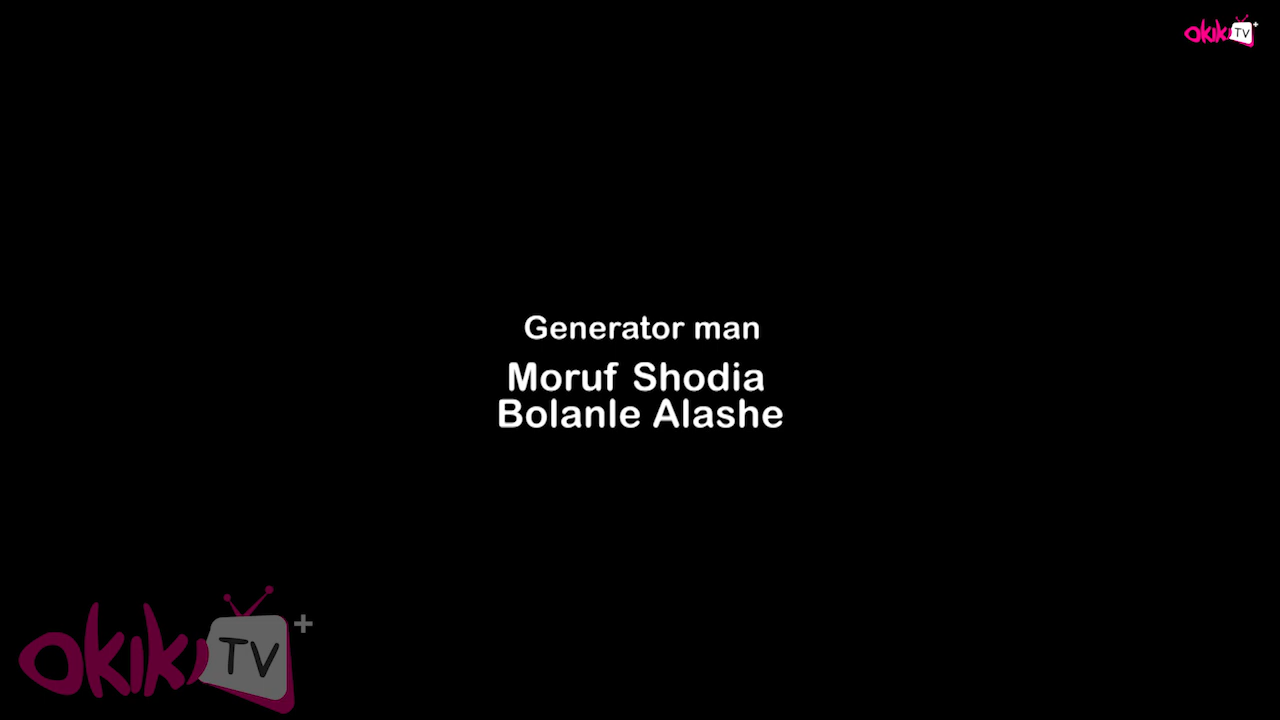 okiki TV+
Generator man
Moruf Shodia
Bolanle Alashe
okiki TV+